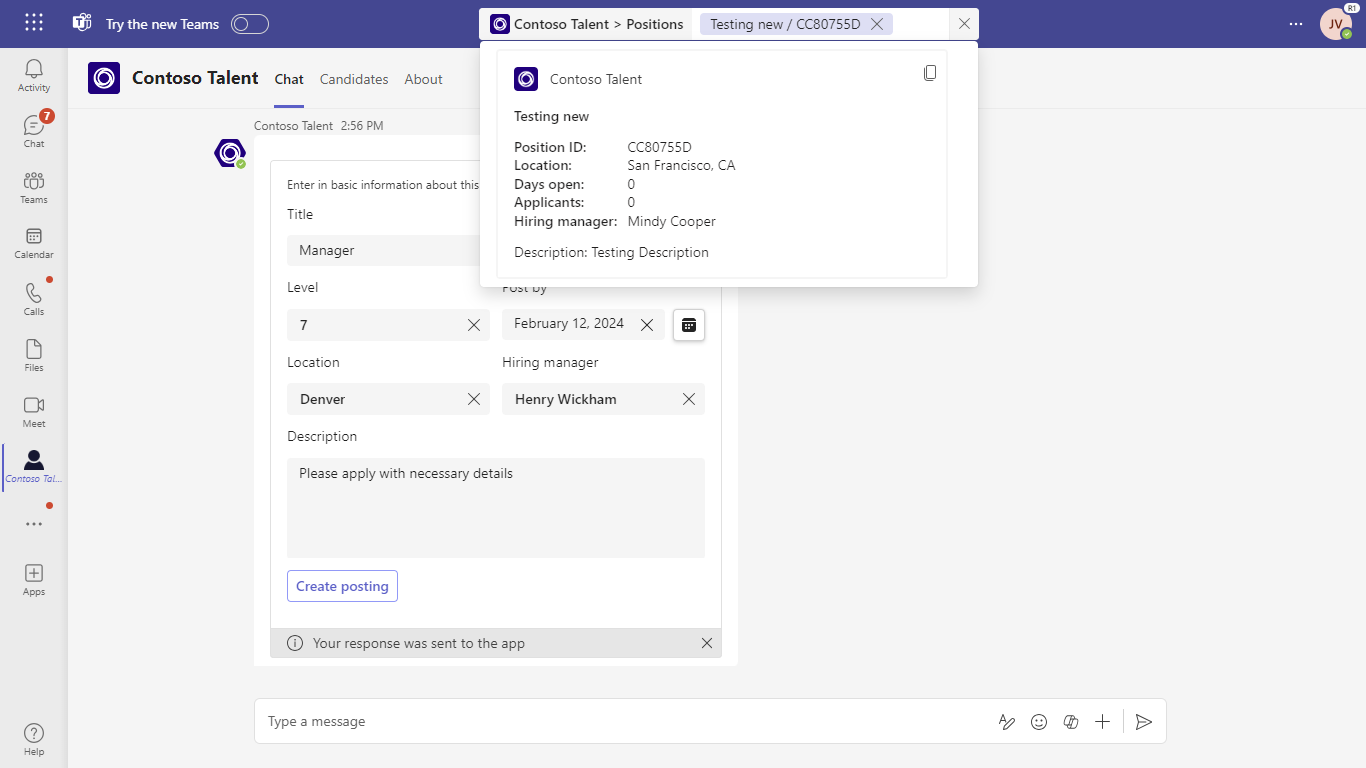 Try the new Teams
Contoso Talent > Positions
Testing new / CC80755D
JV
R1
Activity
7
Chat
Teams
Calendar
Calls
Files
Meet
Contoso Tal...
Apps
Help
Contoso Talent
Chat
Candidates
About
Contoso Talent
Testing new
Position ID: CC80755D
Location: San Francisco, CA
Days open: 0
Applicants: 0
Hiring manager: Mindy Cooper
Description: Testing Description
Contoso Talent 2:56 PM
Enter in basic information about this
Title
Manager
Level
Post by
7
February 12, 2024
Location
Hiring manager
Denver
Henry Wickham
Description
Please apply with necessary details
Create posting
Your response was sent to the app
Type a message